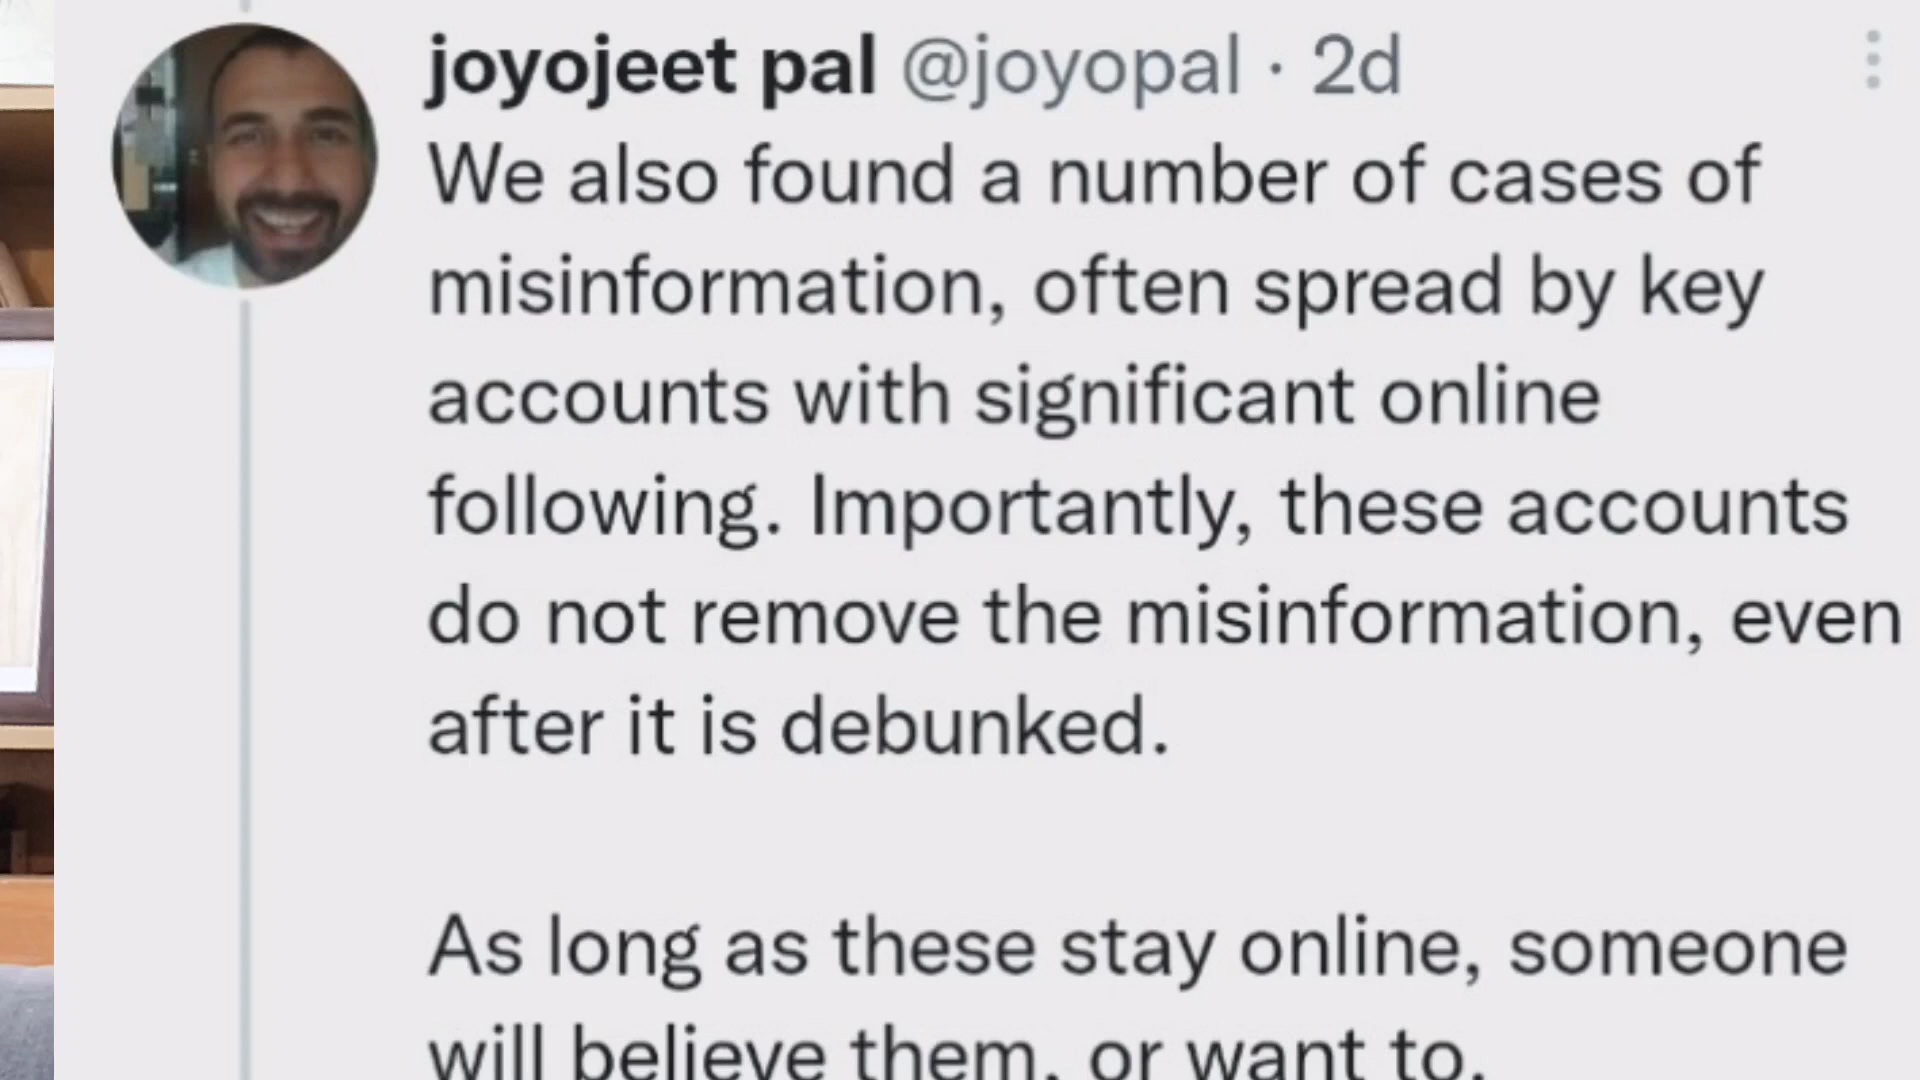 joyojeet pal @joyopal · 2d
We also found a number of cases of
misinformation, often spread by key
accounts with significant online
following. Importantly, these accounts
do not remove the misinformation, even
after it is debunked.
As long as these stay online, someone
will believe them, or want to.